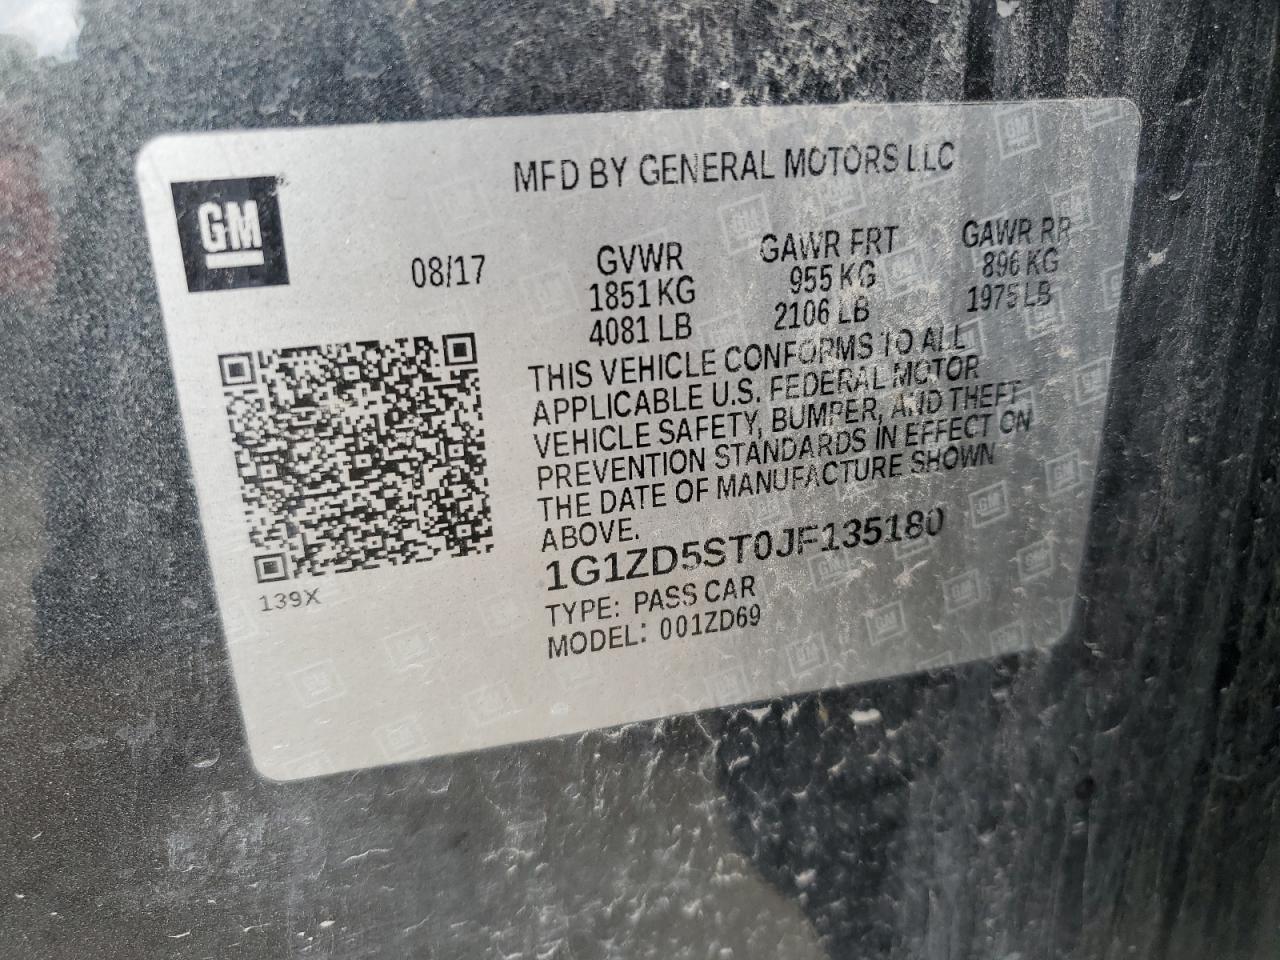 MFD BY GENERAL MOTORS LLC
GM
08/17
GVWR
1851 KG
4081 LB
GAWR FRT
955 KG
2106 LB
GAWR RR
896 KG
1975 LB
THIS VEHICLE CONFORMS TO ALL
APPLICABLE U.S. FEDERAL MOTOR
VEHICLE SAFETY, BUMPER, AND THEFT
PREVENTION STANDARDS IN EFFECT ON
THE DATE OF MANUFACTURE SHOWN
ABOVE.
1G1ZD5ST0JF135180
TYPE: PASS CAR
MODEL: 001ZD69
139X